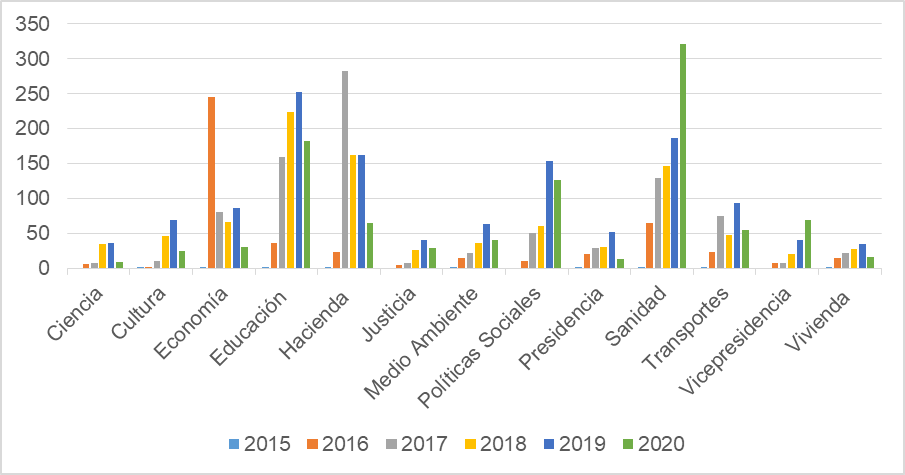 350
300
250
200
150
100
50
0
Ciencia
Cultura
Economía
Educación
Hacienda
Justicia
Medio Ambiente
Políticas Sociales
Presidencia
Sanidad
Transportes
Vicepresidencia
Vivienda
2015 2016 2017 2018 2019 2020